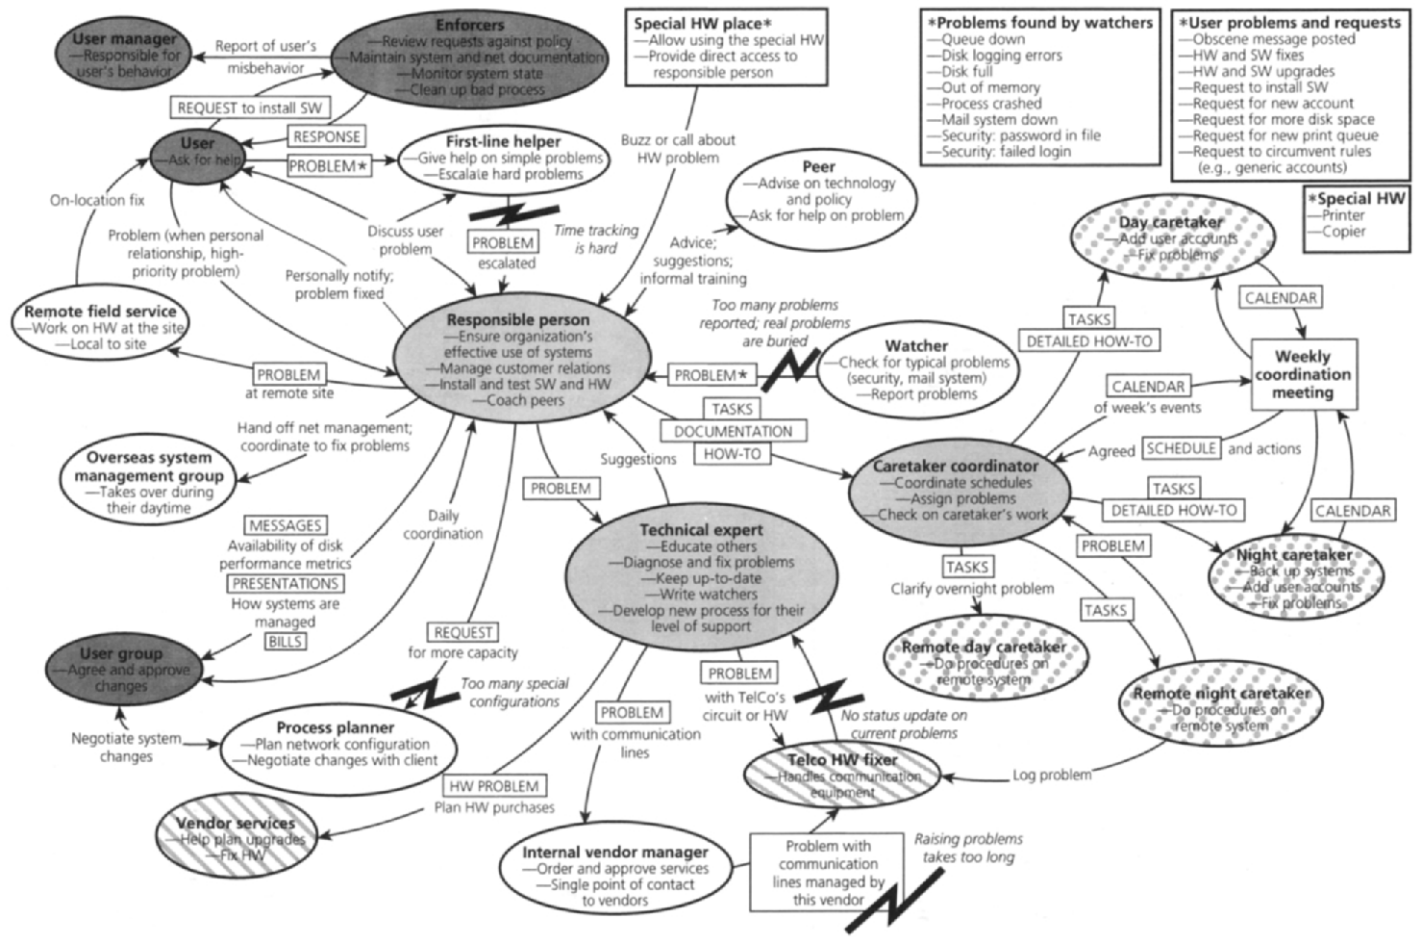 User manager
—Responsible for
user's behavior
Report of user's
misbehavior
Enforcers
—Review requests against policy
—Maintain system and net documentation
—Monitor system state
—Clean up bad process
Special HW place*
—Allow using the special HW
—Provide direct access to
responsible person
*Problems found by watchers
—Queue down
—Disk logging errors
—Disk full
—Out of memory
—Process crashed
—Mail system down
—Security: password in file
—Security: failed login
*User problems and requests
—Obscene message posted
—HW and SW fixes
—HW and SW upgrades
—Request to install SW
—Request for new account
—Request for more disk space
—Request for new print queue
—Request to circumvent rules
(e.g., generic accounts)
*Special HW
—Printer
—Copier
REQUEST to install SW
RESPONSE
User
—Ask for help
PROBLEM*
First-line helper
—Give help on simple problems
—Escalate hard problems
Buzz or call about
HW problem
Peer
—Advise on technology
and policy
—Ask for help on problem
On-location fix
Problem (when personal
relationship, high-
priority problem)
Discuss user
problem
PROBLEM
escalated
Time tracking
is hard
Advice;
suggestions;
informal training
Personally notify;
problem fixed
Day caretaker
—Add user accounts
—Fix problems
CALENDAR
Remote field service
—Work on HW at the site
—Local to site
Responsible person
—Ensure organization's
effective use of systems
—Manage customer relations
—Install and test SW and HW
—Coach peers
Too many problems
reported; real problems
are buried
Watcher
—Check for typical problems
(security, mail system)
—Report problems
TASKS
DETAILED HOW-TO
Weekly
coordination
meeting
PROBLEM
at remote site
PROBLEM*
CALENDAR
of week's events
TASKS
DOCUMENTATION
HOW-TO
Hand off net management;
coordinate to fix problems
Suggestions
Agreed SCHEDULE and actions
Overseas system
management group
—Takes over during
their daytime
PROBLEM
Caretaker coordinator
—Coordinate schedules
—Assign problems
—Check on caretaker's work
TASKS
DETAILED HOW-TO
CALENDAR
MESSAGES
Availability of disk
performance metrics
PRESENTATIONS
How systems are
managed
BILLS
Daily
coordination
Technical expert
—Educate others
—Diagnose and fix problems
—Keep up-to-date
—Write watchers
—Develop new process for their
level of support
PROBLEM
Night caretaker
—Back up systems
—Add user accounts
—Fix problems
TASKS
Clarify overnight problem
TASKS
User group
—Agree and approve
changes
REQUEST
for more capacity
Remote day caretaker
—Do procedures on
remote system
Too many special
configurations
PROBLEM
with TelCo's
circuit or HW
Remote night caretaker
—Do procedures on
remote system
Negotiate system
changes
Process planner
—Plan network configuration
—Negotiate changes with client
PROBLEM
with communication
lines
No status update on
current problems
Telco HW fixer
—Handles communication
equipment
Log problem
HW PROBLEM
Plan HW purchases
Vendor services
—Help plan upgrades
—Fix HW
Internal vendor manager
—Order and approve services
—Single point of contact
to vendors
Problem with
communication
lines managed by
this vendor
Raising problems
takes too long